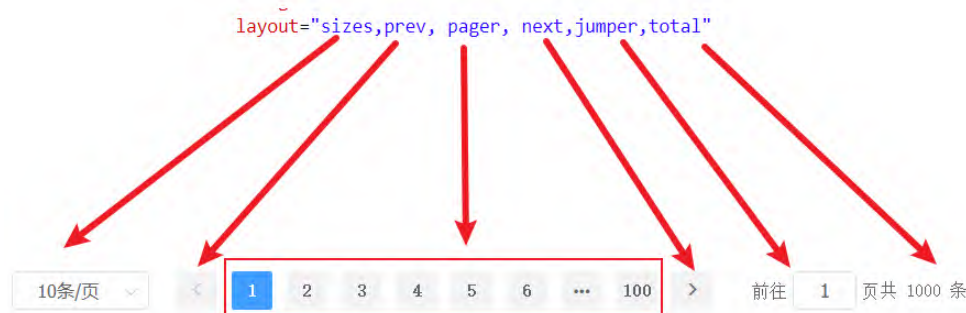 layout="sizes,prev, pager, next,jumper,total"
10条/页 < 1 2 3 4 5 6 ••• 100 > 前往 1 页共 1000 条